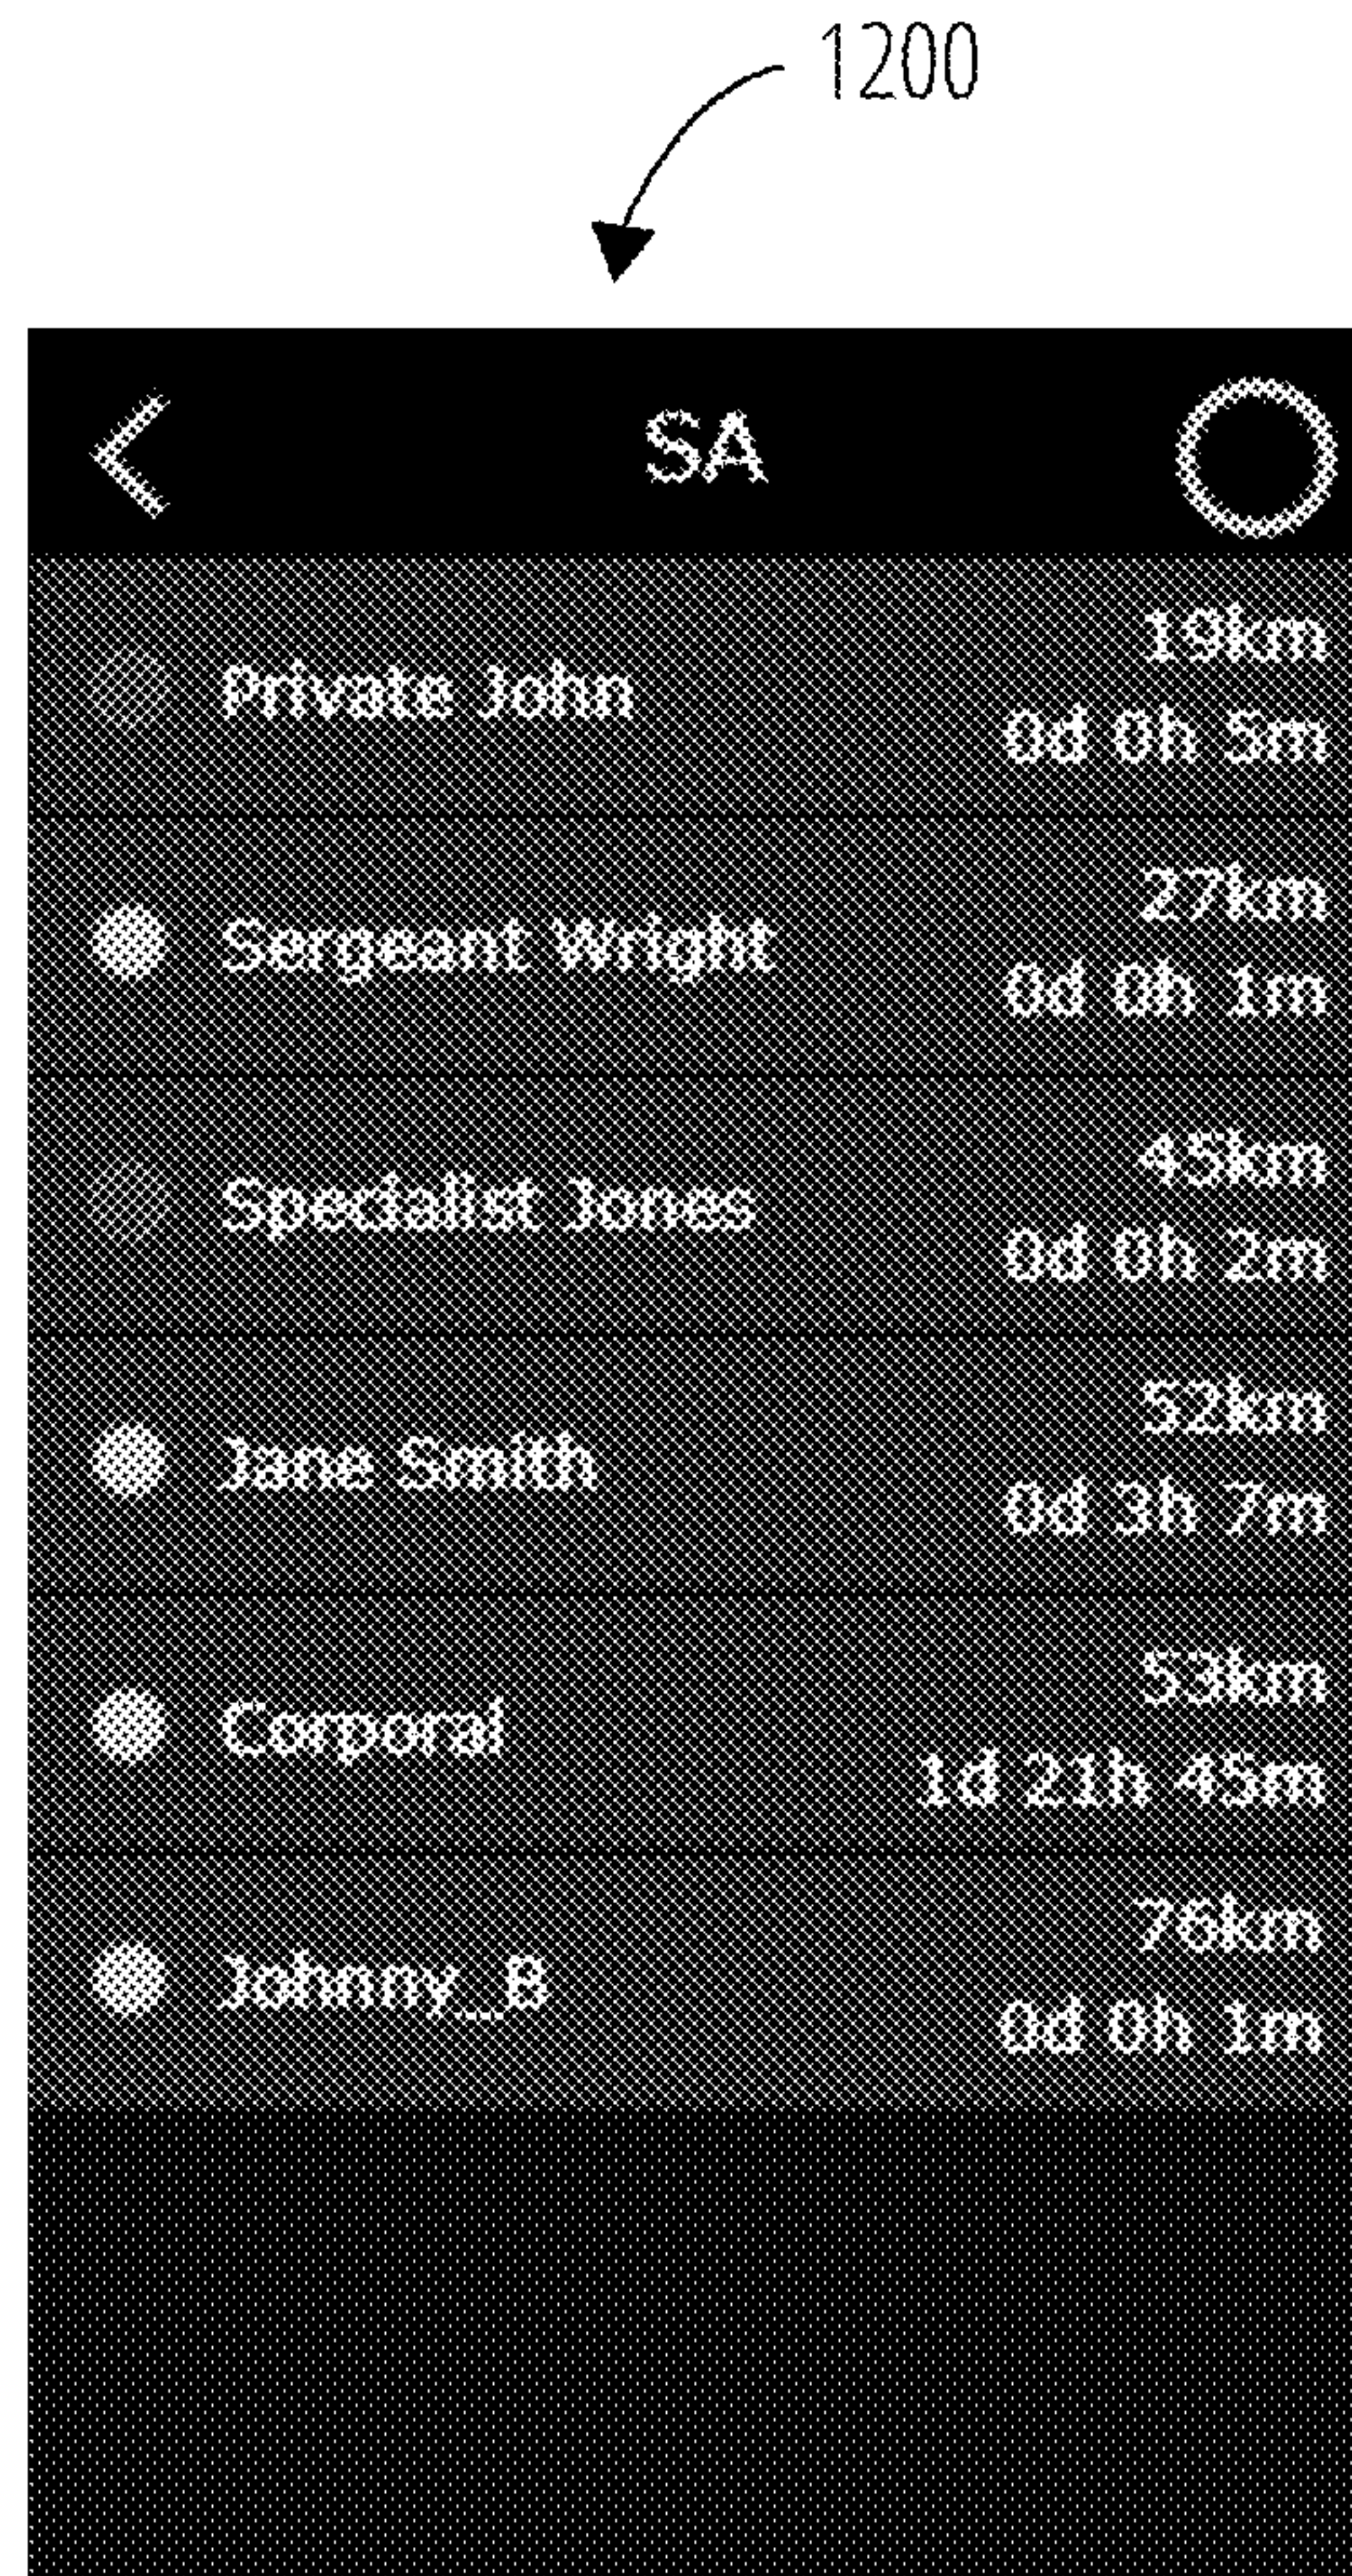 1200
SA
19km
Private John
0d 0h 5m
27km
Sergeant Wright
0d 0h 1m
45km
Specialist Jones
0d 0h 2m
52km
Jane Smith
0d 3h 7m
53km
Corporal
1d 21h 45m
76km
Johnny_B
0d 0h 1m